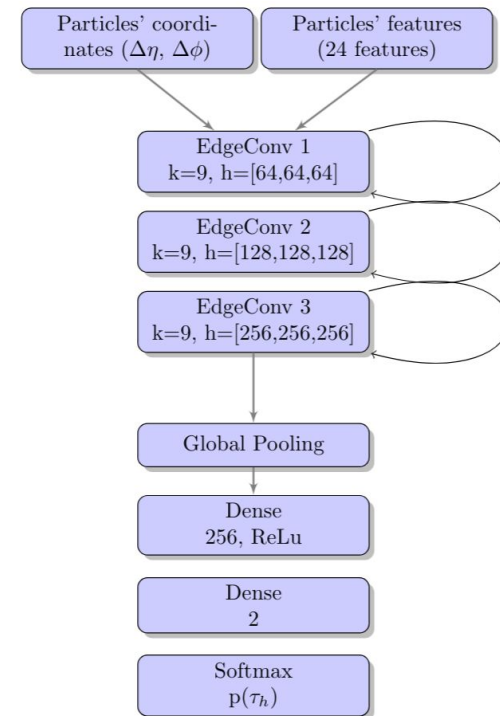 Particles' coordi-
nates (Δη, Δϕ)
Particles' features
(24 features)
EdgeConv 1
k=9, h=[64,64,64]
EdgeConv 2
k=9, h=[128,128,128]
EdgeConv 3
k=9, h=[256,256,256]
Global Pooling
Dense
256, ReLu
Dense
2
Softmax
p(τₕ)